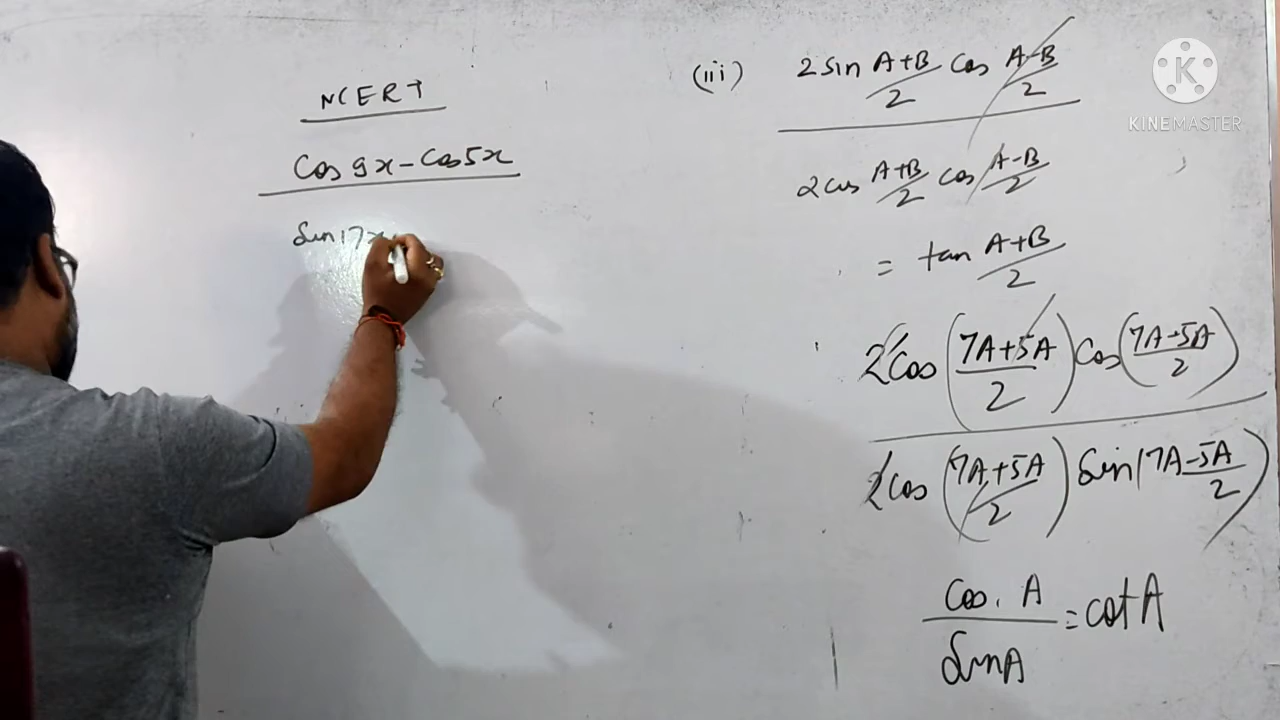 NCERT
Cos 9x - Cos 5x
Sin 17x
(iii) 2 sin A+B/2 cos A-B/2
2 cos A+B/2 cos A-B/2
= tan A+B/2
2 Cos (7A+5A/2) Cos (7A-5A/2)
2 Cos (7A+5A/2) Sin (7A-5A/2)
Cos. A
Sin A
= cot A
KINEMASTER